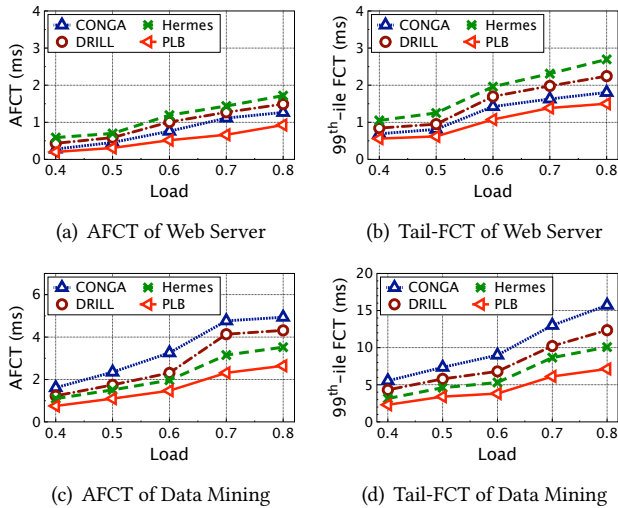 4
3
2
1
0
AFCT (ms)
CONGA
DRILL
Hermes
PLB
0.4 0.5 0.6 0.7 0.8
Load
(a) AFCT of Web Server
4
3
2
1
0
99th-ile FCT (ms)
CONGA
DRILL
Hermes
PLB
0.4 0.5 0.6 0.7 0.8
Load
(b) Tail-FCT of Web Server
6
4
2
0
AFCT (ms)
CONGA
DRILL
Hermes
PLB
0.4 0.5 0.6 0.7 0.8
Load
(c) AFCT of Data Mining
20
15
10
5
0
99th-ile FCT (ms)
CONGA
DRILL
Hermes
PLB
0.4 0.5 0.6 0.7 0.8
Load
(d) Tail-FCT of Data Mining